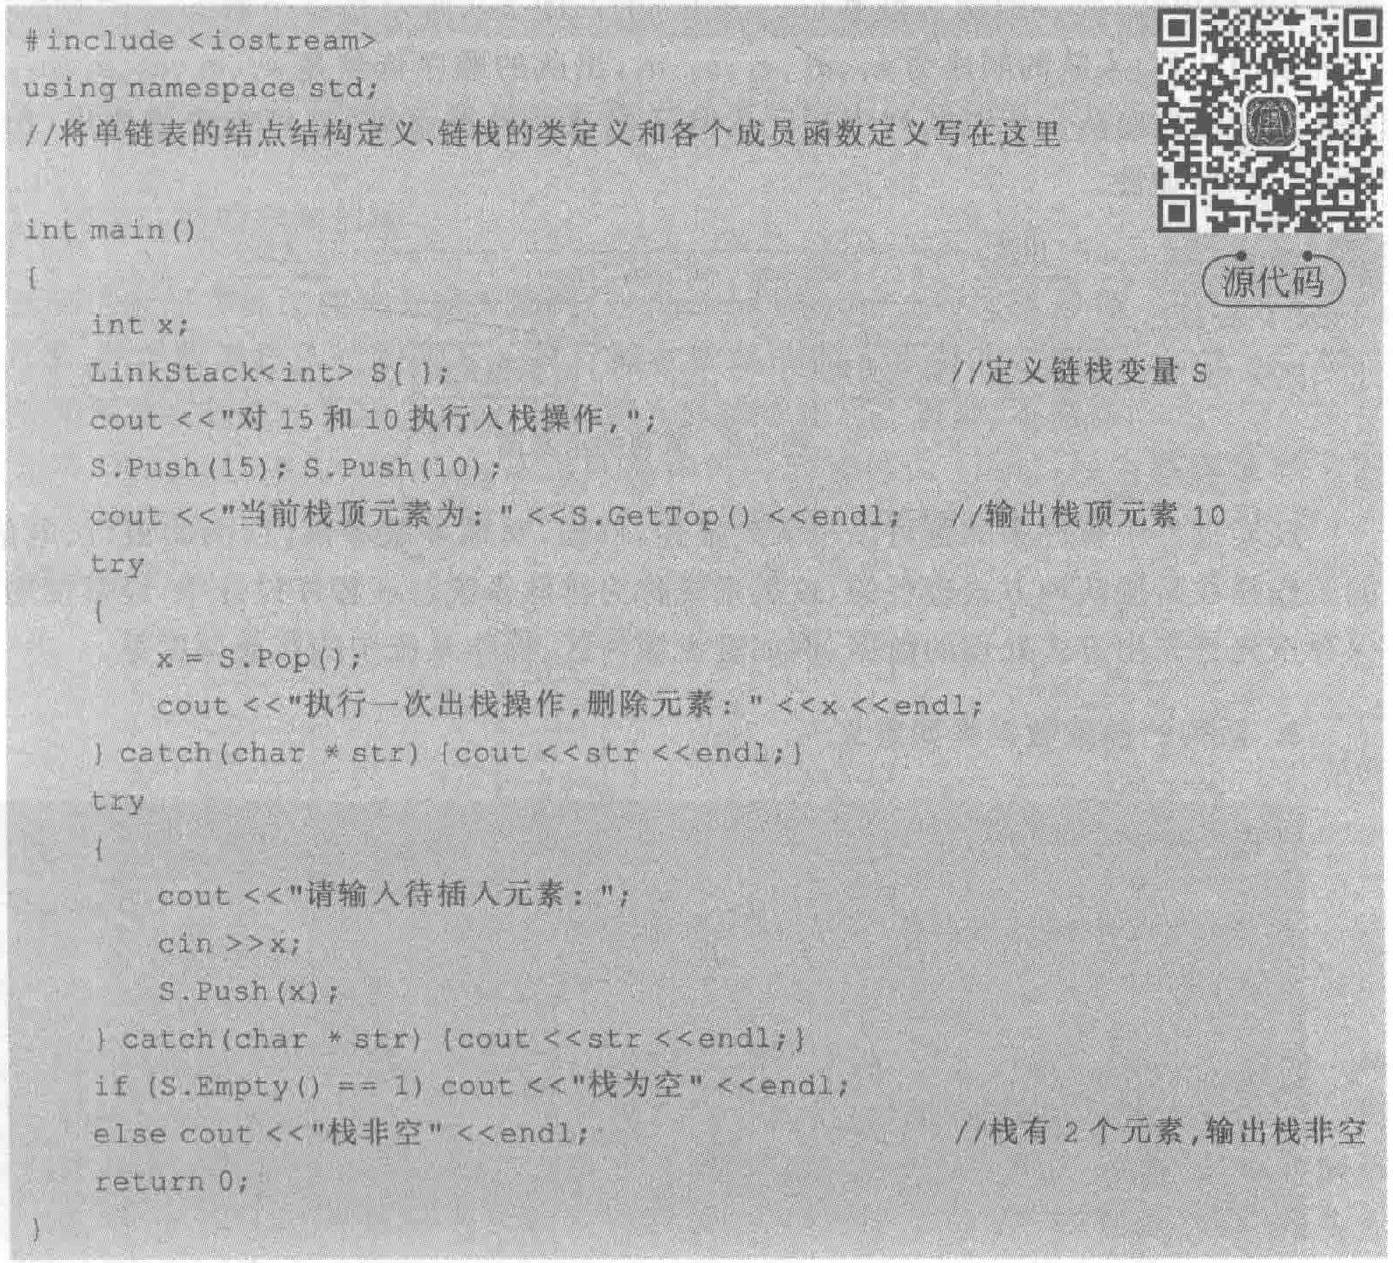 #include <iostream>
using namespace std;
//将单链表的结点结构定义、链栈的类定义和各个成员函数定义写在这里
源代码
int main()
{
int x;
LinkStack<int> S{ }; //定义链栈变量 S
cout <<"对 15 和 10 执行入栈操作,";
S.Push(15); S.Push(10);
cout <<"当前栈顶元素为: " <<S.GetTop() <<endl; //输出栈顶元素 10
try
{
x = S.Pop();
cout <<"执行一次出栈操作,删除元素: " <<x <<endl;
} catch(char * str) {cout <<str <<endl;}
try
{
cout <<"请输入待插入元素: ";
cin >>x;
S.Push(x);
} catch(char * str) {cout <<str <<endl;}
if (S.Empty() == 1) cout <<"栈为空" <<endl;
else cout <<"栈非空" <<endl; //栈有 2 个元素,输出栈非空
return 0;
}